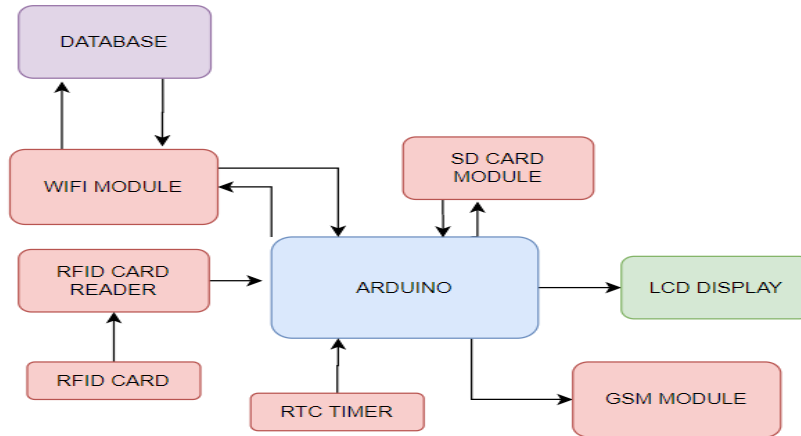 DATABASE
WIFI MODULE
SD CARD
MODULE
RFID CARD
READER
ARDUINO
LCD DISPLAY
RFID CARD
RTC TIMER
GSM MODULE